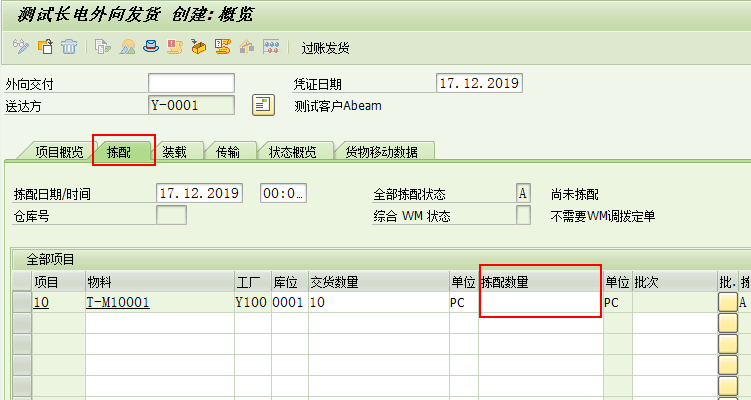 测试长电外向发货 创建: 概览
过账发货
外向交付 凭证日期 17.12.2019
送达方 Y-0001 测试客户Abeam
项目概览 拣配 装载 传输 状态概览 货物移动数据
拣配日期/时间 17.12.2019 00:0… 全部拣配状态 A 尚未拣配
仓库号 综合 WM 状态 不需要WM调拨定单
全部项目
项目 物料 工厂 库位 交货数量 单位 拣配数量 单位 批次 批. 拣
10 T-M10001 Y100 0001 10 PC PC A